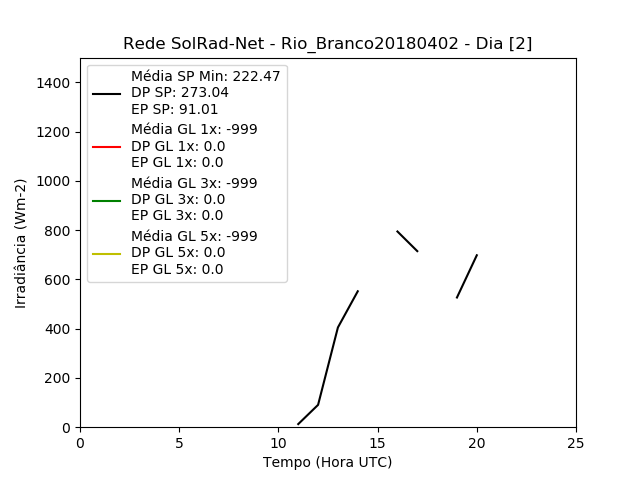 Rede SolRad-Net - Rio_Branco20180402 - Dia [2]
Média SP Min: 222.47
DP SP: 273.04
EP SP: 91.01
Média GL 1x: -999
DP GL 1x: 0.0
EP GL 1x: 0.0
Média GL 3x: -999
DP GL 3x: 0.0
EP GL 3x: 0.0
Média GL 5x: -999
DP GL 5x: 0.0
EP GL 5x: 0.0
Irradiância (Wm-2)
1400
1200
1000
800
600
400
200
0
0 5 10 15 20 25
Tempo (Hora UTC)